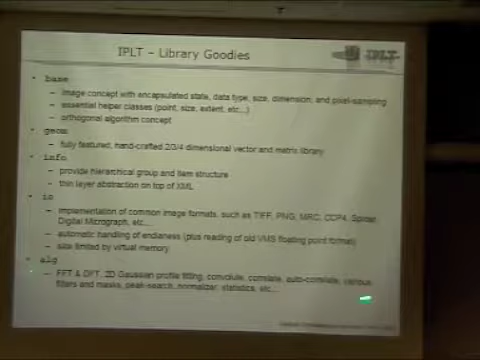 IPLT – Library Goodies
IPLT
• base
– image concept with encapsulated state, data type, size, dimension, and pixel-sampling
– essential helper classes (point, size, extent, etc...)
– orthogonal algorithm concept
• geom
– fully featured, hand-crafted 2/3/4 dimensional vector and matrix library
• info
– provide hierarchical group and item structure
– thin layer abstraction on top of XML
• io
– implementation of common image formats, such as TIFF, PNG, MRC, CCP4, Spider,
Digital Micrograph, etc...
– automatic handling of endianess (plus reading of old VMS floating point format)
– size limited by virtual memory
• alg
– FFT & DFT, 2D Gaussian profile fitting, convolute, correlate, auto-correlate, various
filters and masks, peak-search, normalizer, statistics, etc...